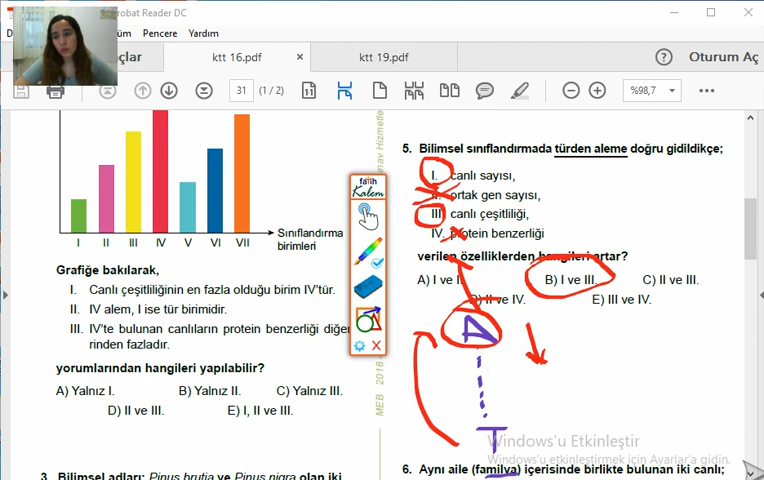 robat Reader DC
D
üm Pencere Yardım
çlar ktt 16.pdf × ktt 19.pdf
? Oturum Aç
31 (1 / 2) %98,7
I II III IV V VI VII
Sınıflandırma
birimleri
Grafiğe bakılarak,
I. Canlı çeşitliliğinin en fazla olduğu birim IV'tür.
II. IV alem, I ise tür birimidir.
III. IV'te bulunan canlıların protein benzerliği diğer
rinden fazladır.
yorumlarından hangileri yapılabilir?
A) Yalnız I. B) Yalnız II. C) Yalnız III.
D) II ve III. E) I, II ve III.
3. Bilimsel adları: Pinus brutia ve Pinus nigra olan iki
MEB 2018
av Hizmetle
fatih
Kalem
5. Bilimsel sınıflandırmada türden aleme doğru gidildikçe;
I. canlı sayısı,
II. ortak gen sayısı,
III. canlı çeşitliliği,
IV. protein benzerliği
verilen özelliklerden hangileri artar?
A) I ve II. B) I ve III. C) II ve III.
D) II ve IV. E) III ve IV.
A
T
Windows'u Etkinleştir
Windows'u etkinleştirmek için Ayarlar'a gidin.
6. Aynı aile (familya) içerisinde birlikte bulunan iki canlı;